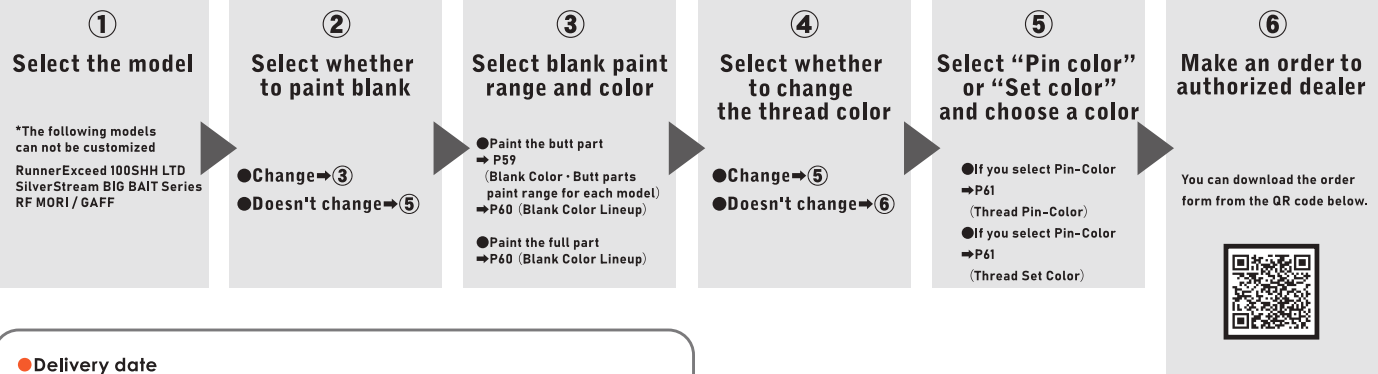 ①
Select the model
*The following models
can not be customized
RunnerExceed 100SHH LTD
SilverStream BIG BAIT Series
RF MORI / GAFF
②
Select whether
to paint blank
●Change➡③
●Doesn't change➡⑤
③
Select blank paint
range and color
●Paint the butt part
➡ P59
(Blank Color・Butt parts
paint range for each model)
➡P60 (Blank Color Lineup)
●Paint the full part
➡P60 (Blank Color Lineup)
④
Select whether
to change
the thread color
●Change➡⑤
●Doesn't change➡⑥
⑤
Select “Pin color”
or “Set color”
and choose a color
●If you select Pin-Color
➡P61
(Thread Pin-Color)
●If you select Pin-Color
➡P61
(Thread Set Color)
⑥
Make an order to
authorized dealer
You can download the order
form from the QR code below.
●Delivery date